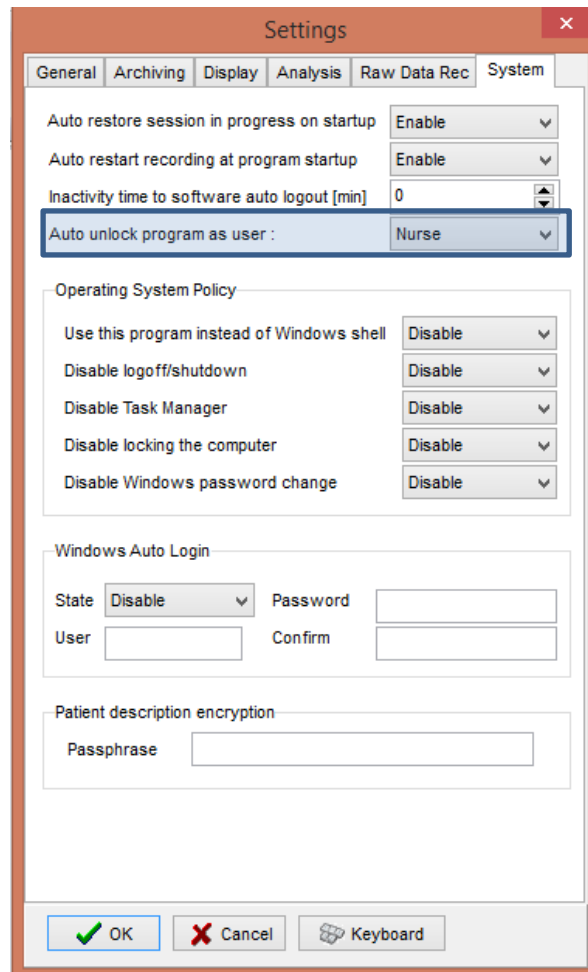 Settings
General Archiving Display Analysis Raw Data Rec System
Auto restore session in progress on startup Enable
Auto restart recording at program startup Enable
Inactivity time to software auto logout [min] 0
Auto unlock program as user : Nurse
Operating System Policy
Use this program instead of Windows shell Disable
Disable logoff/shutdown Disable
Disable Task Manager Disable
Disable locking the computer Disable
Disable Windows password change Disable
Windows Auto Login
State Disable Password
User Confirm
Patient description encryption
Passphrase
OK Cancel Keyboard